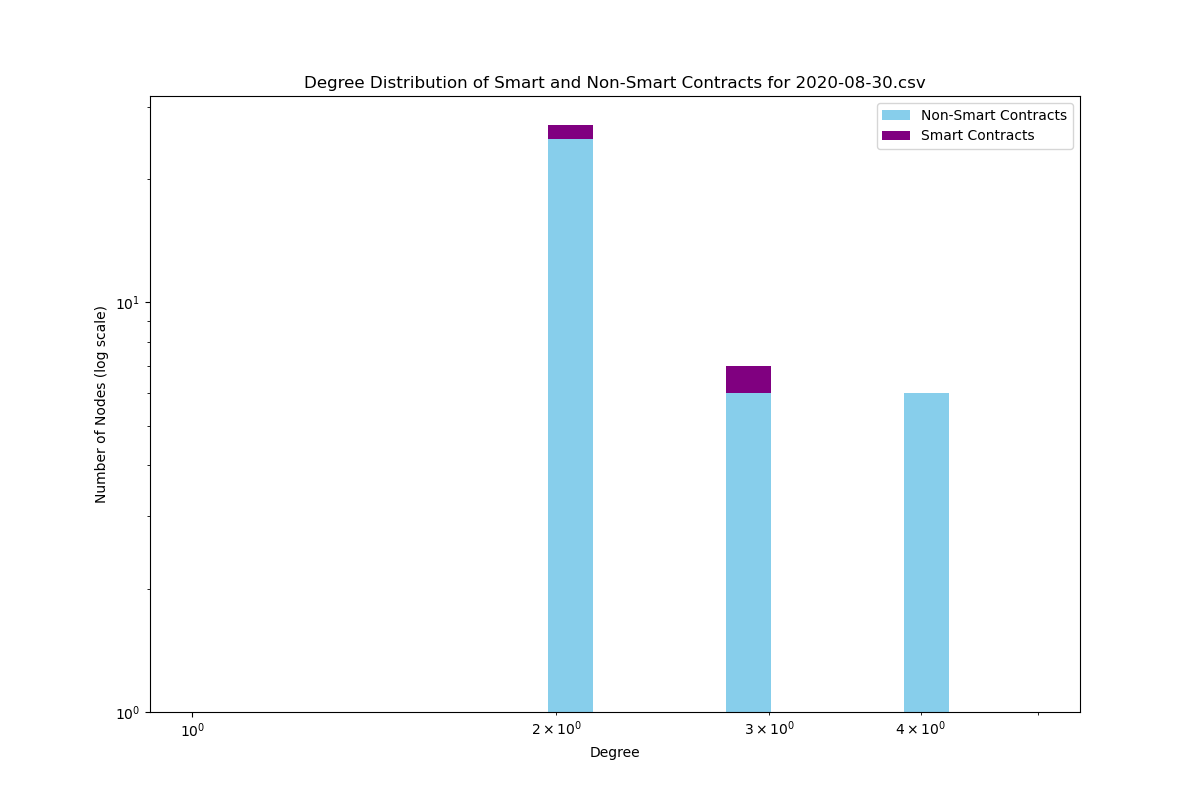 Degree Distribution of Smart and Non-Smart Contracts for 2020-08-30.csv
Non-Smart Contracts
Smart Contracts
Number of Nodes (log scale)
10¹
10⁰
10⁰
2 × 10⁰
3 × 10⁰
4 × 10⁰
Degree